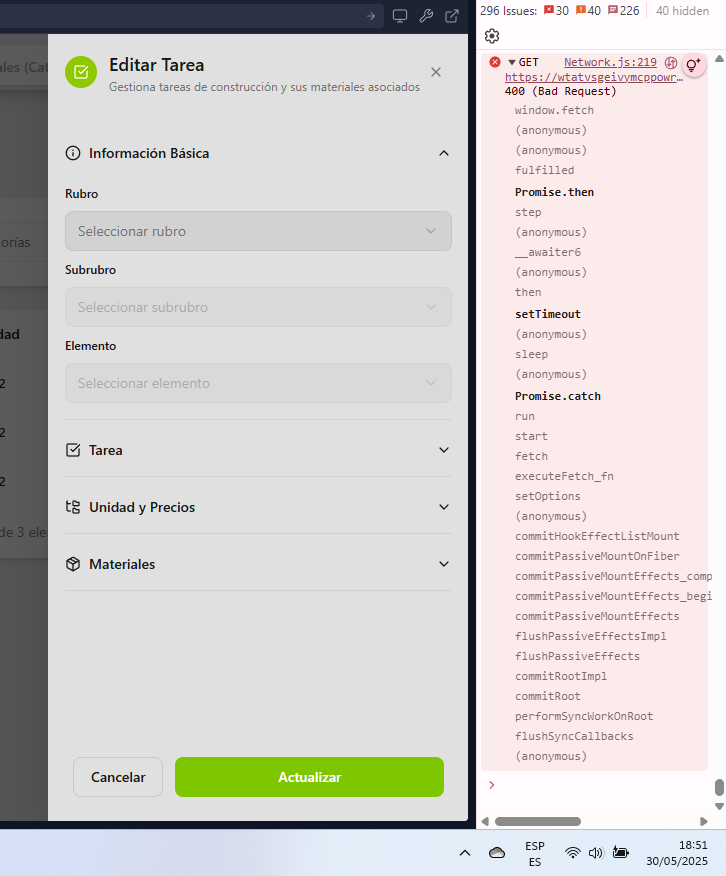 296 Issues: 30 40 226 40 hidden
ales (Cat
Editar Tarea
Gestiona tareas de construcción y sus materiales asociados
Información Básica
Rubro
Seleccionar rubro
orías
Subrubro
Seleccionar subrubro
dad
Elemento
Seleccionar elemento
2
2
Tarea
2
Unidad y Precios
de 3 ele
Materiales
Cancelar
Actualizar
GET Network.js:219
https://wtatvsgeivymcppowr…
400 (Bad Request)
window.fetch
(anonymous)
(anonymous)
fulfilled
Promise.then
step
(anonymous)
__awaiter6
(anonymous)
then
setTimeout
(anonymous)
sleep
(anonymous)
Promise.catch
run
start
fetch
executeFetch_fn
setOptions
(anonymous)
commitHookEffectListMount
commitPassiveMountOnFiber
commitPassiveMountEffects_comp
commitPassiveMountEffects_begi
commitPassiveMountEffects
flushPassiveEffectsImpl
flushPassiveEffects
commitRootImpl
commitRoot
performSyncWorkOnRoot
flushSyncCallbacks
(anonymous)
ESP
ES
18:51
30/05/2025